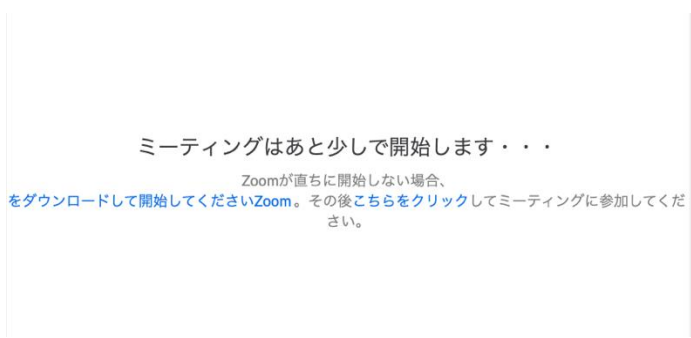 ミーティングはあと少しで開始します・・・
Zoomが直ちに開始しない場合、
をダウンロードして開始してくださいZoom。その後こちらをクリックしてミーティングに参加してくだ
さい。